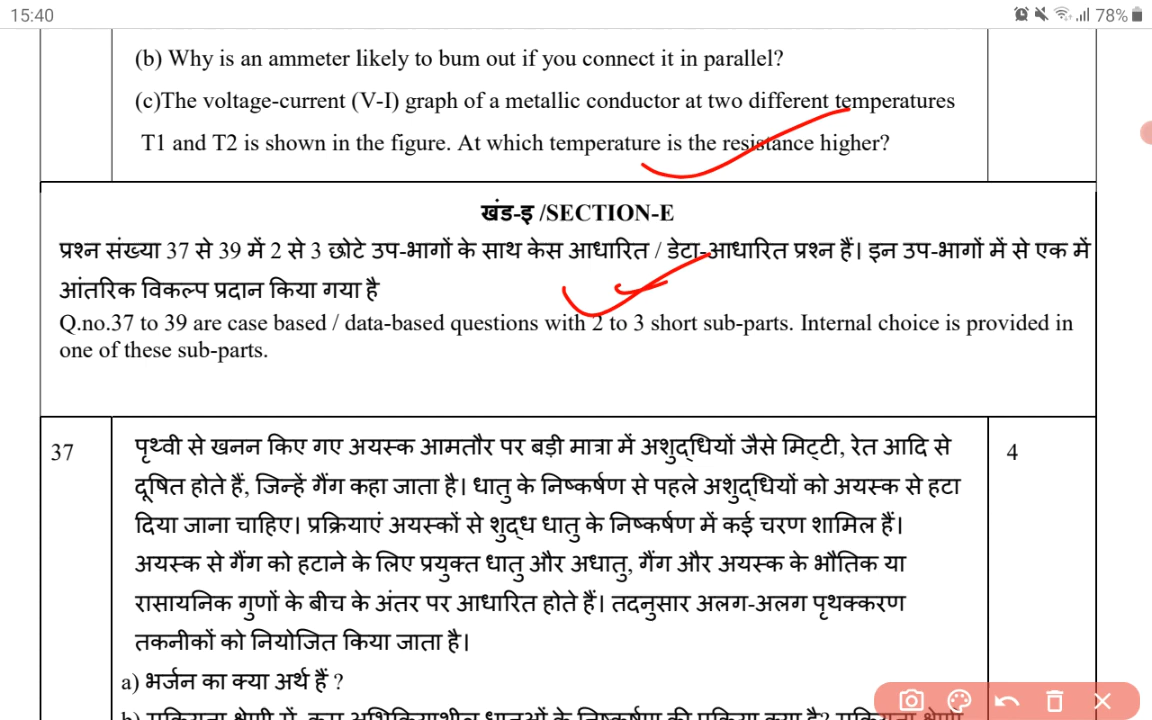 15:40
78%
(b) Why is an ammeter likely to bum out if you connect it in parallel?
(c)The voltage-current (V-I) graph of a metallic conductor at two different temperatures
T1 and T2 is shown in the figure. At which temperature is the resistance higher?
खंड-इ /SECTION-E
प्रश्न संख्या 37 से 39 में 2 से 3 छोटे उप-भागों के साथ केस आधारित / डेटा-आधारित प्रश्न हैं। इन उप-भागों में से एक में
आंतरिक विकल्प प्रदान किया गया है
Q.no.37 to 39 are case based / data-based questions with 2 to 3 short sub-parts. Internal choice is provided in
one of these sub-parts.
37 पृथ्वी से खनन किए गए अयस्क आमतौर पर बड़ी मात्रा में अशुद्धियों जैसे मिट्टी, रेत आदि से 4
दूषित होते हैं, जिन्हें गैंग कहा जाता है। धातु के निष्कर्षण से पहले अशुद्धियों को अयस्क से हटा
दिया जाना चाहिए। प्रक्रियाएं अयस्कों से शुद्ध धातु के निष्कर्षण में कई चरण शामिल हैं।
अयस्क से गैंग को हटाने के लिए प्रयुक्त धातु और अधातु, गैंग और अयस्क के भौतिक या
रासायनिक गुणों के बीच के अंतर पर आधारित होते हैं। तदनुसार अलग-अलग पृथक्करण
तकनीकों को नियोजित किया जाता है।
a) भर्जन का क्या अर्थ हैं ?